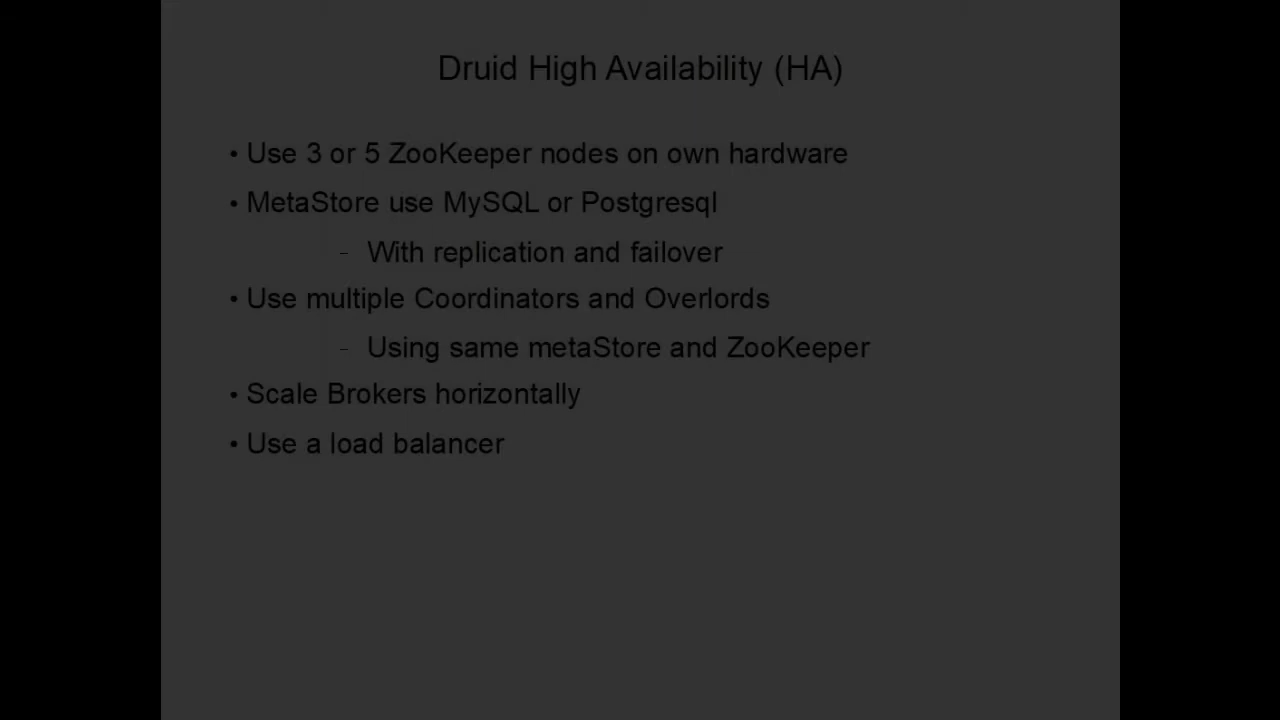 Druid High Availability (HA)
• Use 3 or 5 ZooKeeper nodes on own hardware
• MetaStore use MySQL or Postgresql
– With replication and failover
• Use multiple Coordinators and Overlords
– Using same metaStore and ZooKeeper
• Scale Brokers horizontally
• Use a load balancer